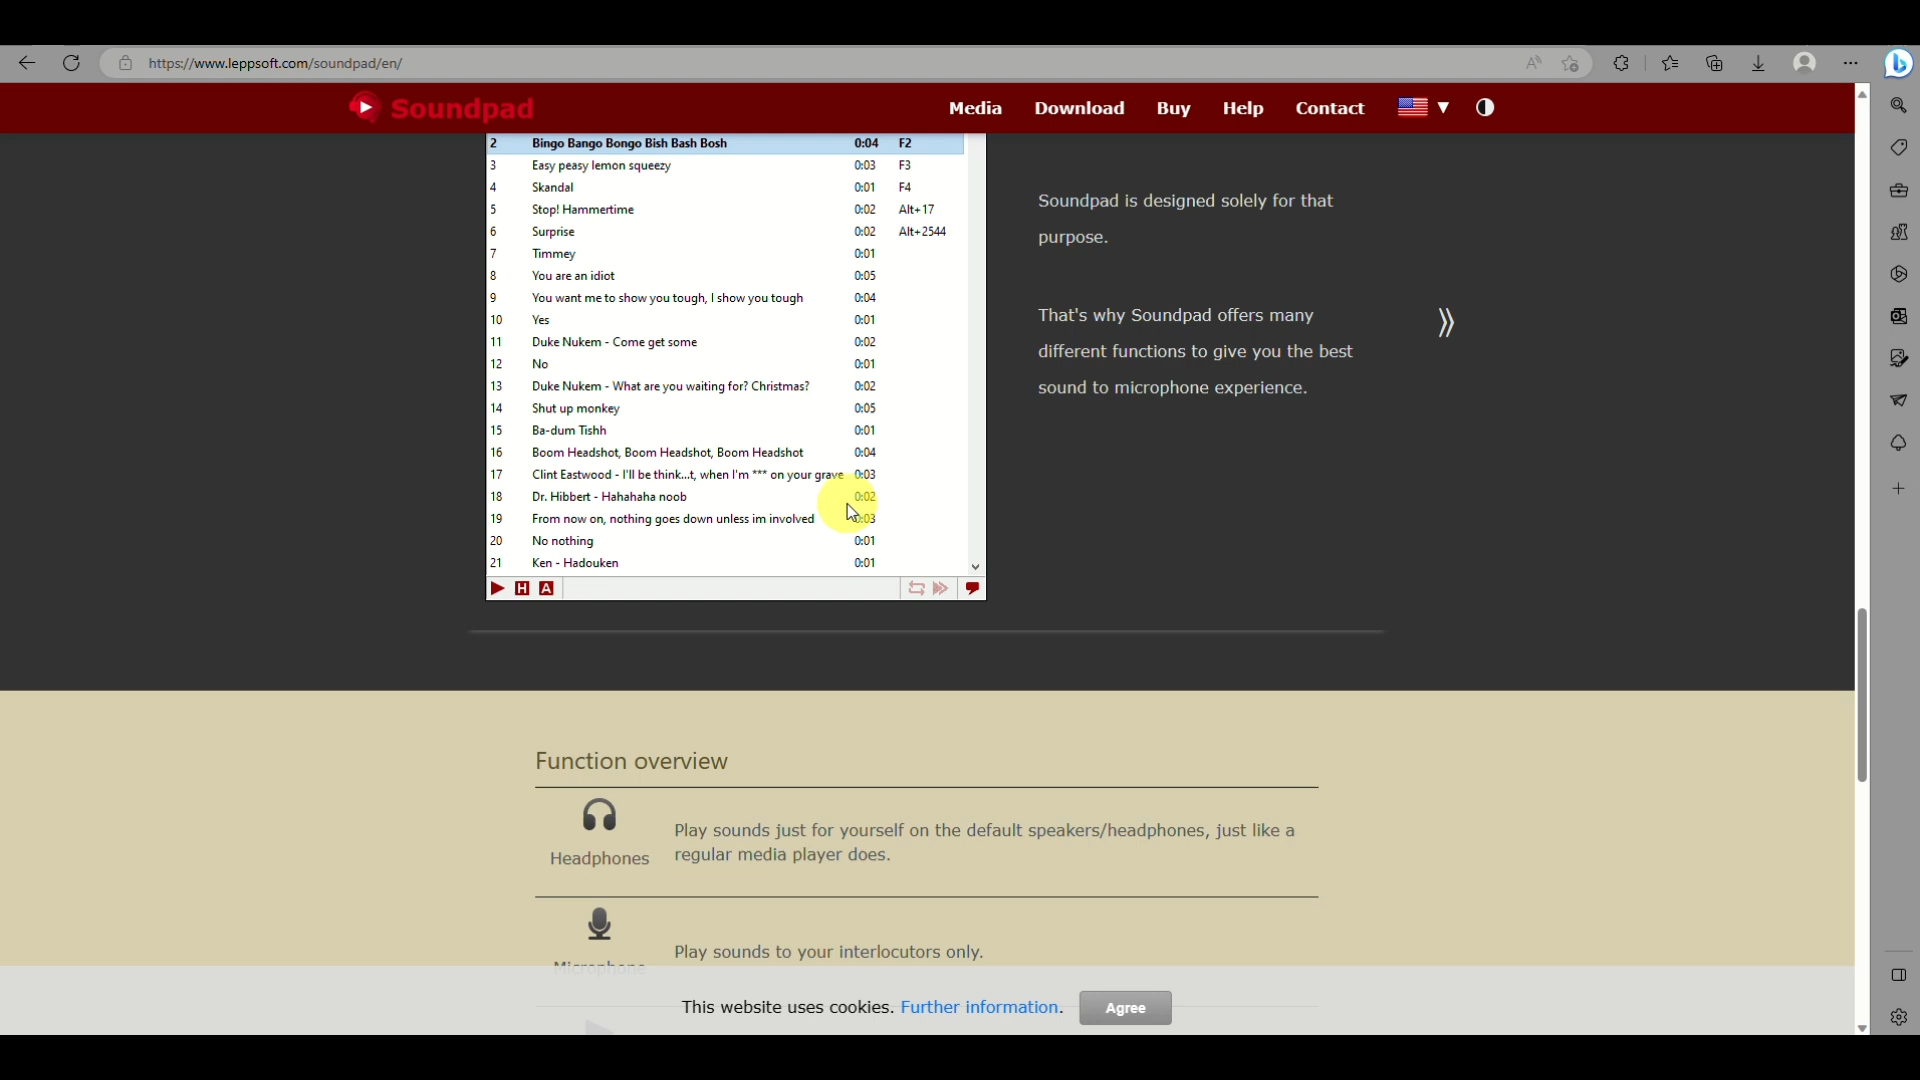 https://www.leppsoft.com/soundpad/en/
Soundpad
Media Download Buy Help Contact
2 Bingo Bango Bongo Bish Bash Bosh 0:04 F2
3 Easy peasy lemon squeezy 0:03 F3
4 Skandal 0:01 F4
5 Stop! Hammertime 0:02 Alt+17
6 Surprise 0:02 Alt+2544
7 Timmey 0:01
8 You are an idiot 0:05
9 You want me to show you tough, I show you tough 0:04
10 Yes 0:01
11 Duke Nukem - Come get some 0:02
12 No 0:01
13 Duke Nukem - What are you waiting for? Christmas? 0:02
14 Shut up monkey 0:05
15 Ba-dum Tishh 0:01
16 Boom Headshot, Boom Headshot, Boom Headshot 0:04
17 Clint Eastwood - I'll be think...t, when I'm *** on your grave 0:03
18 Dr. Hibbert - Hahahaha noob 0:02
19 From now on, nothing goes down unless im involved 0:03
20 No nothing 0:01
21 Ken - Hadouken 0:01
H A
Soundpad is designed solely for that
purpose.
That's why Soundpad offers many
different functions to give you the best
sound to microphone experience.
Function overview
Headphones
Play sounds just for yourself on the default speakers/headphones, just like a
regular media player does.
Microphone
Play sounds to your interlocutors only.
This website uses cookies. Further information. Agree